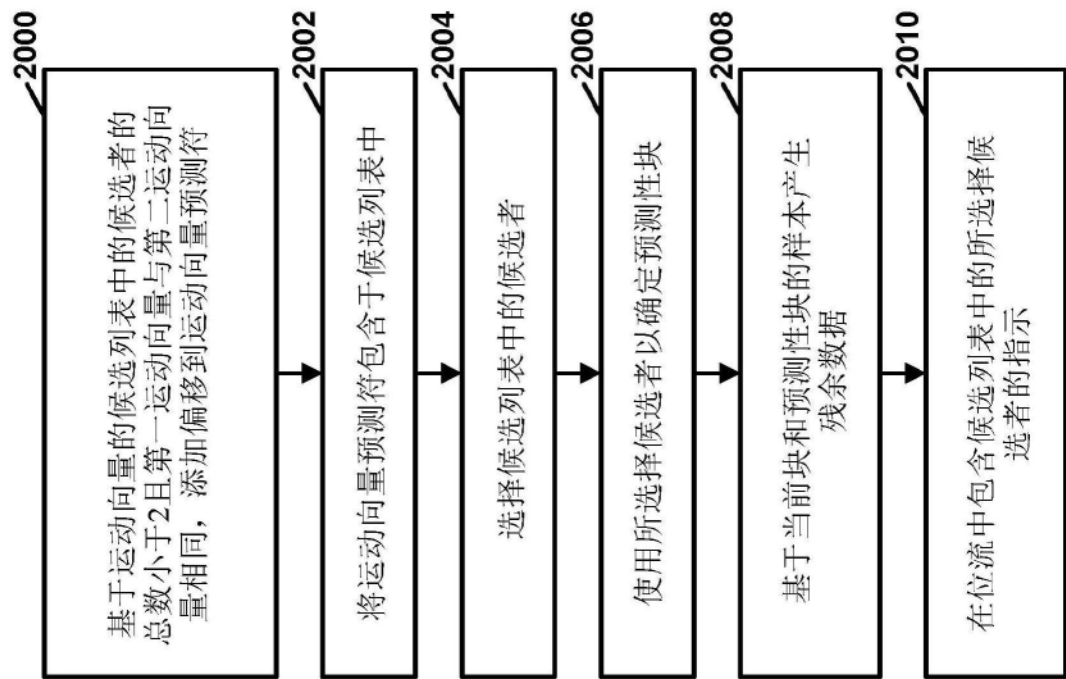 2000
基于运动向量的候选列表中的候选者的
总数小于2且第一运动向量与第二运动向
量相同，添加偏移到运动向量预测符
2002
将运动向量预测符包含于候选列表中
2004
选择候选列表中的候选者
2006
使用所选择候选者以确定预测性块
2008
基于当前块和预测性块的样本产生
残余数据
2010
在位流中包含候选列表中的所选择候
选者的指示